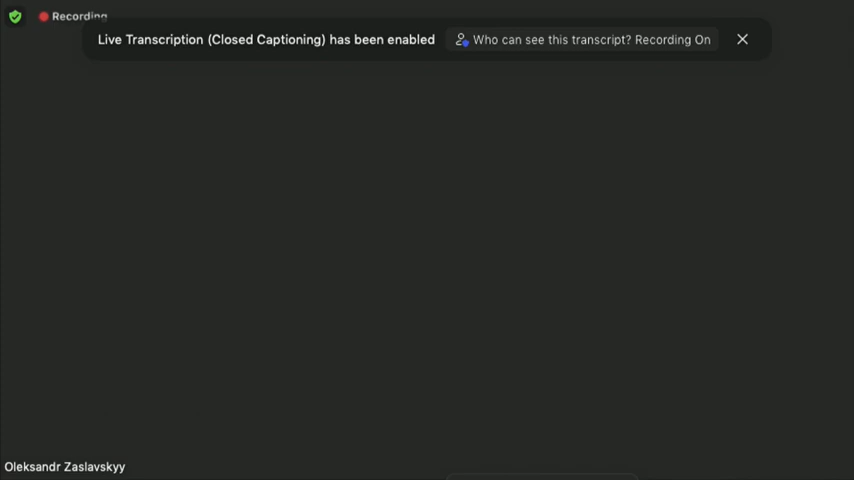 Recording
Live Transcription (Closed Captioning) has been enabled Who can see this transcript? Recording On
Oleksandr Zaslavskyy